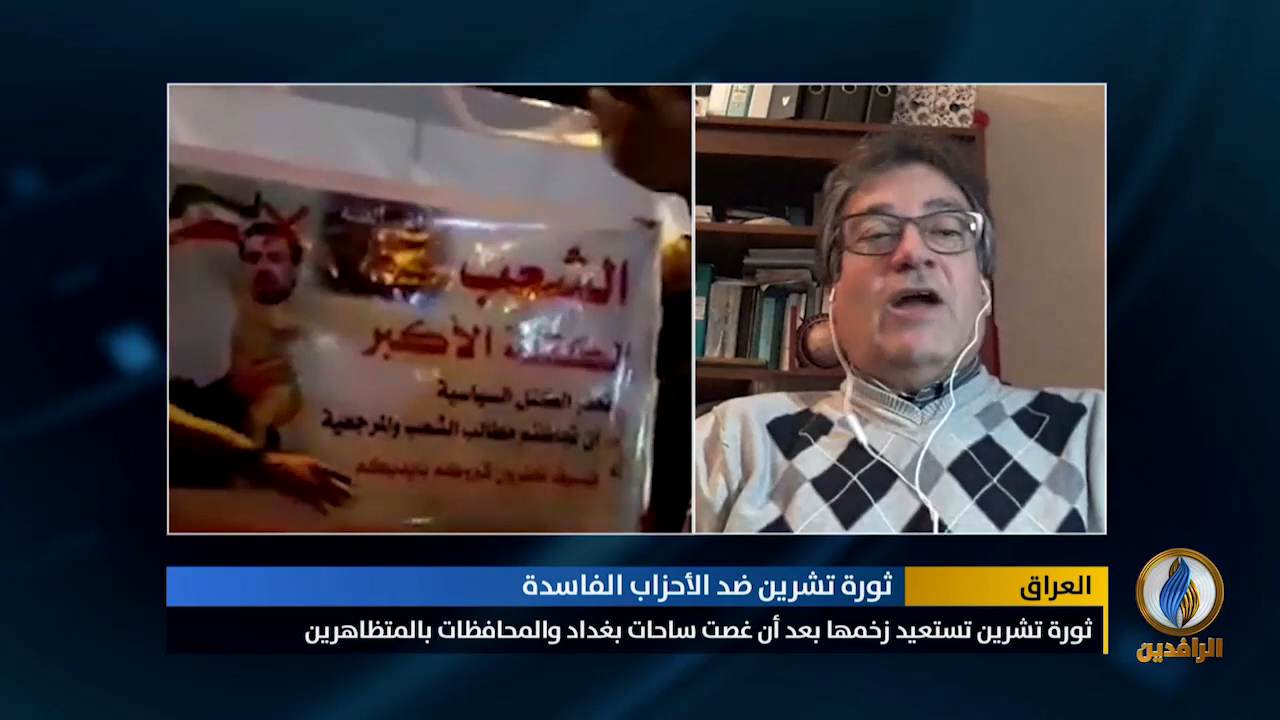 الشعب
الكتلة الأكبر
الكتل السياسية
مطالب الشعب والمرجعية
العراق
ثورة تشرين ضد الأحزاب الفاسدة
ثورة تشرين تستعيد زخمها بعد أن غصت ساحات بغداد والمحافظات بالمتظاهرين
الرافدين